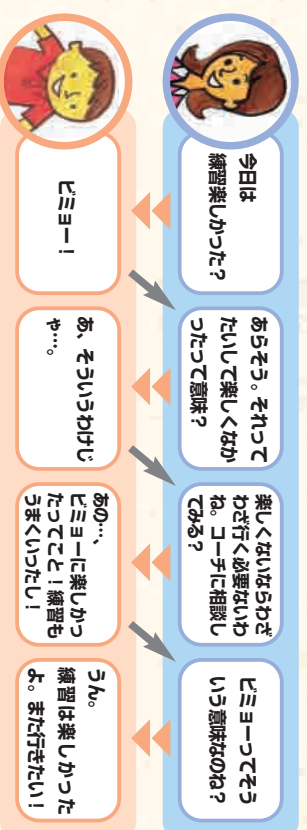 今日は
練習楽しかった？
ビミョー！
あらそう。それって
たいして楽しくなか
ったって意味？
あ、そういうわけじ
ゃ…。
楽しくないならわざ
わざ行く必要ないわ
ね。コーチに相談し
てみる？
あの…、
ビミョーに楽しかっ
たってこと！練習も
うまくいったし！
ビミョーってそう
いう意味なのね？
うん。
練習は楽しかった
よ。また行きたい！